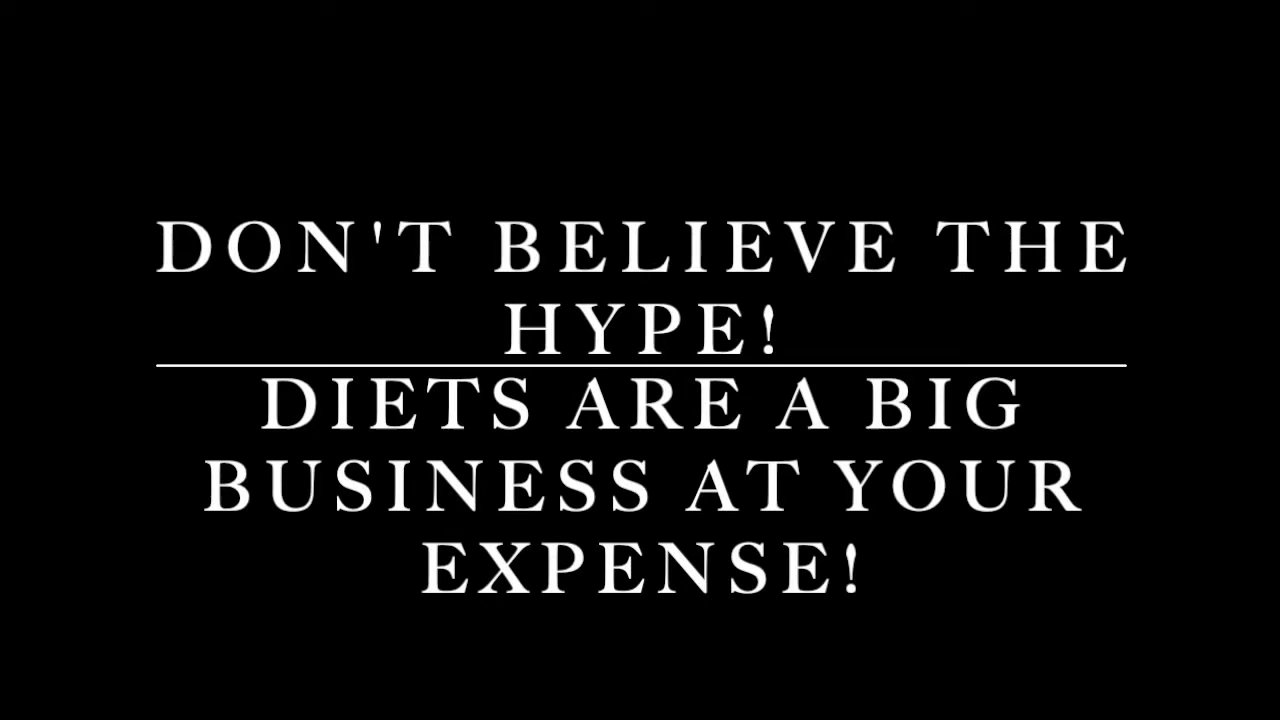 DON'T BELIEVE THE
HYPE!
DIETS ARE A BIG
BUSINESS AT YOUR
EXPENSE!